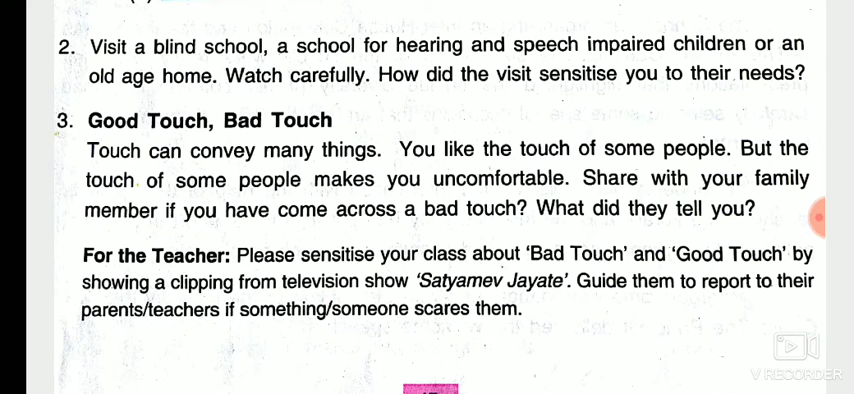 2. Visit a blind school, a school for hearing and speech impaired children or an
old age home. Watch carefully. How did the visit sensitise you to their needs?
3. Good Touch, Bad Touch
Touch can convey many things. You like the touch of some people. But the
touch of some people makes you uncomfortable. Share with your family
member if you have come across a bad touch? What did they tell you?
For the Teacher: Please sensitise your class about 'Bad Touch' and 'Good Touch' by
showing a clipping from television show 'Satyamev Jayate'. Guide them to report to their
parents/teachers if something/someone scares them.
V RECORDER